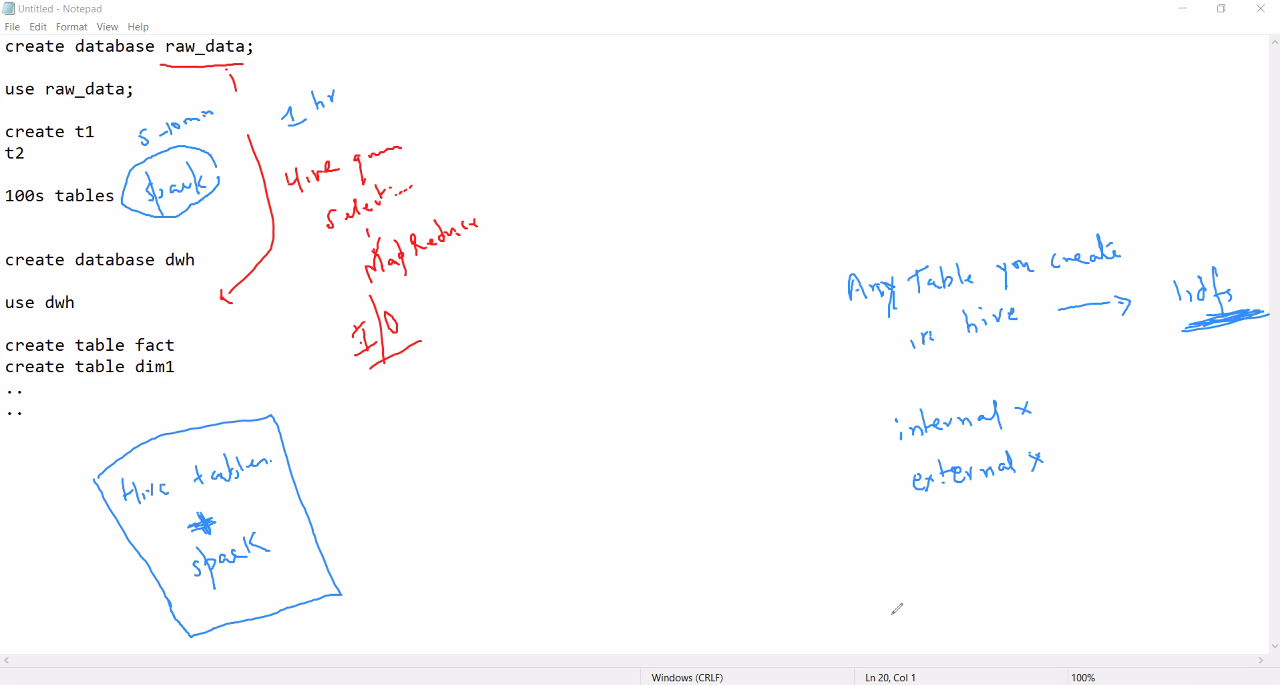 Untitled - Notepad
File Edit Format View Help
create database raw_data;
use raw_data;
create t1
t2
100s tables
create database dwh
use dwh
create table fact
create table dim1
..
..
5-10min
Spark
1 hr
Hive
Select....
MapReduce
I/O
Hive tables
+
spark
Any Table you create
in hive → hdfs
internal x
external x
Windows (CRLF) Ln 20, Col 1 100%